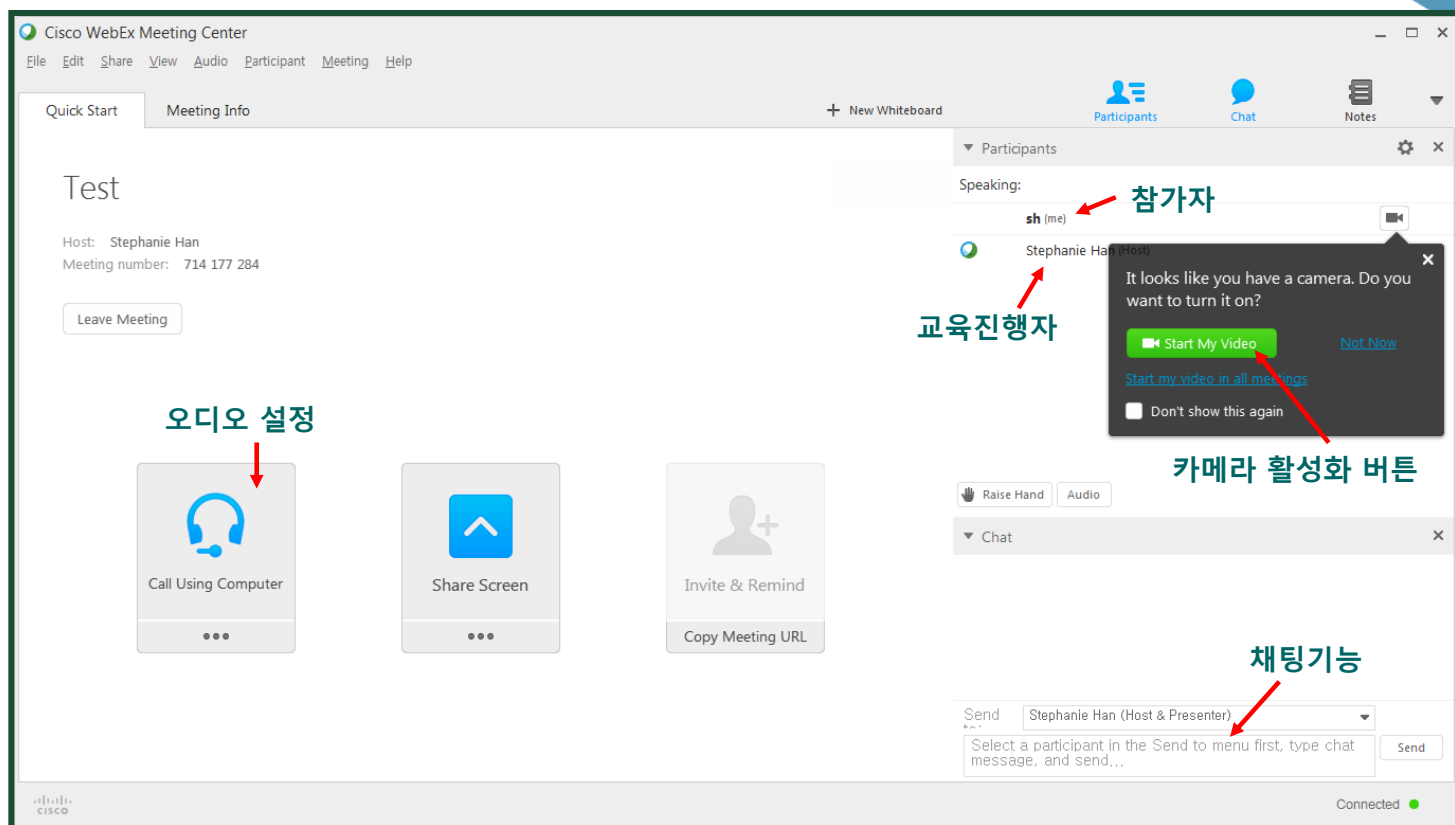 Cisco WebEx Meeting Center
File Edit Share View Audio Participant Meeting Help
Quick Start Meeting Info + New Whiteboard
Participants Chat Notes
Test
Host: Stephanie Han
Meeting number: 714 177 284
Leave Meeting
오디오 설정
Call Using Computer
Share Screen
Invite & Remind
Copy Meeting URL
Participants
Speaking:
참가자
sh (me)
Stephanie Han (Host)
교육진행자
It looks like you have a camera. Do you
want to turn it on?
Start My Video Not Now
Start my video in all meetings
Don't show this again
카메라 활성화 버튼
Raise Hand Audio
Chat
채팅기능
Send Stephanie Han (Host & Presenter)
Select a participant in the Send to menu first, type chat
message, and send...
Send
CISCO
Connected